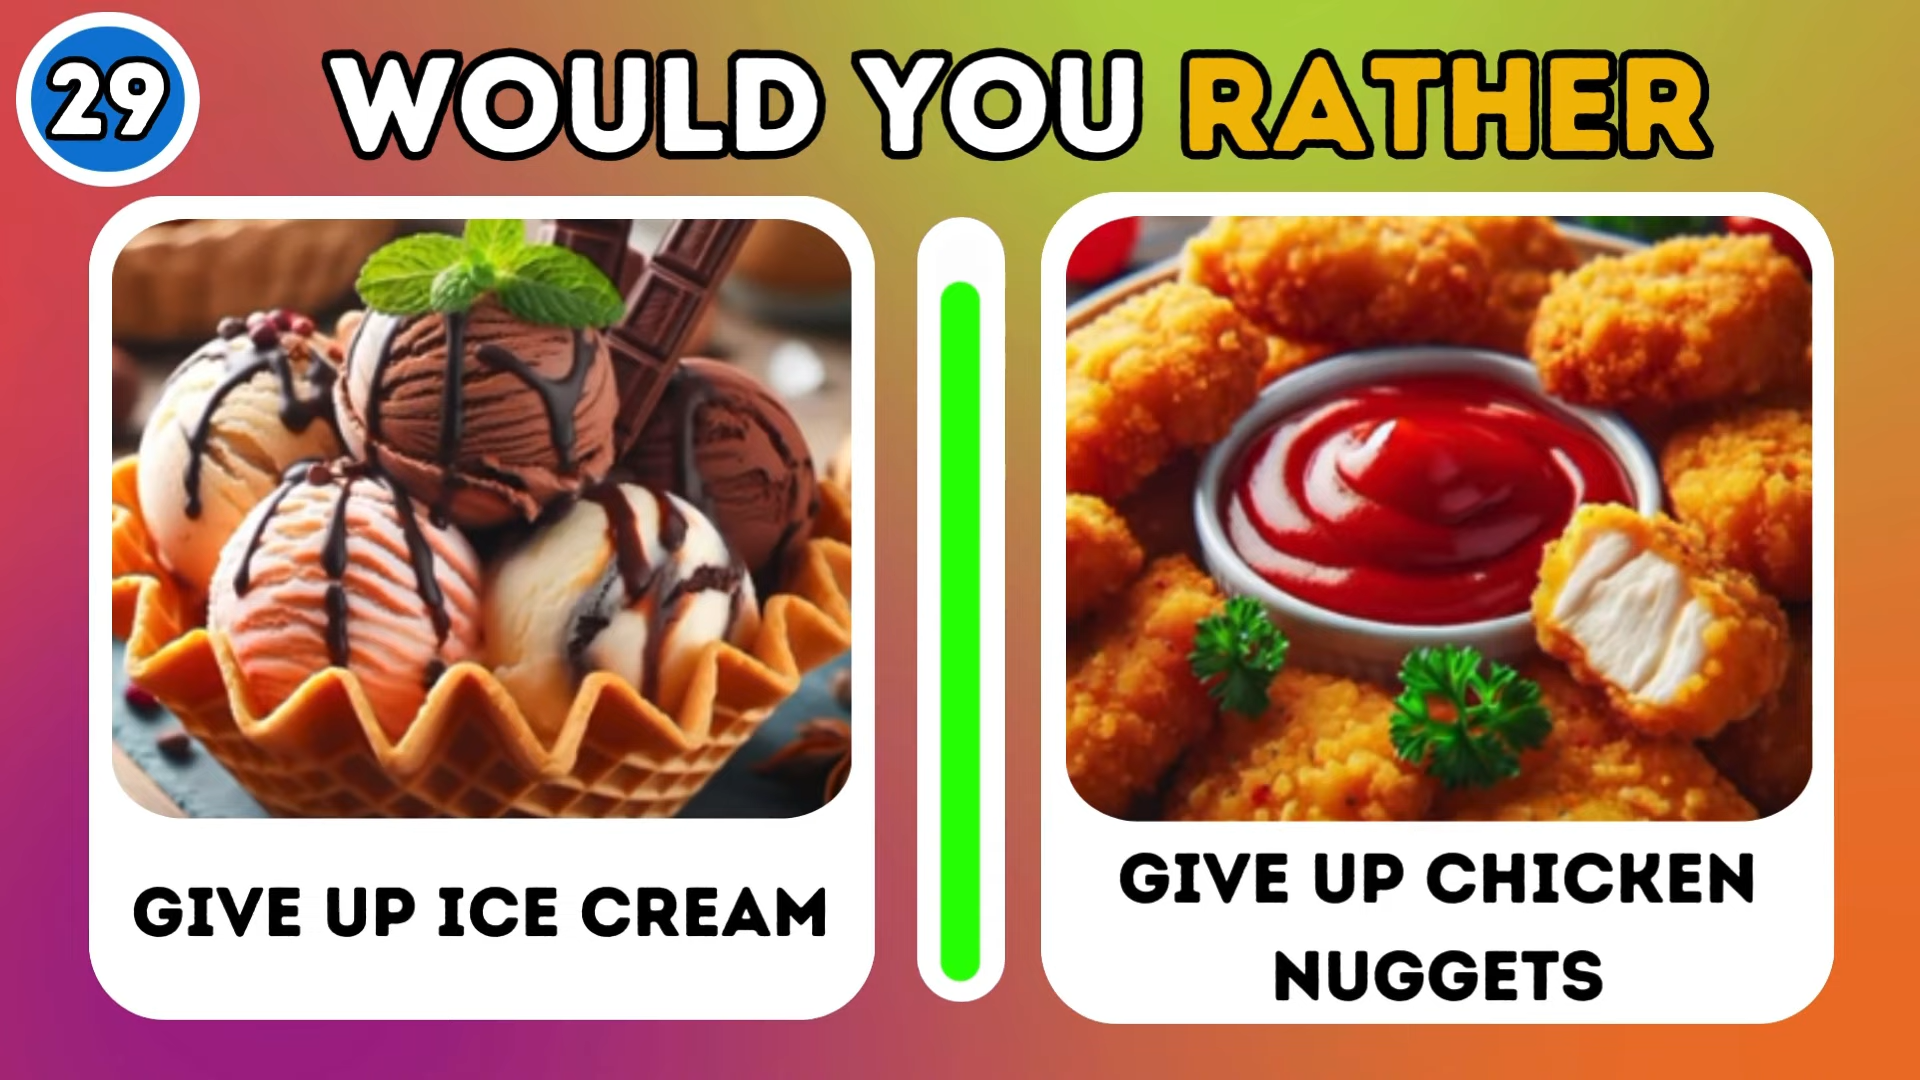 29
WOULD YOU RATHER
GIVE UP ICE CREAM
GIVE UP CHICKEN
NUGGETS